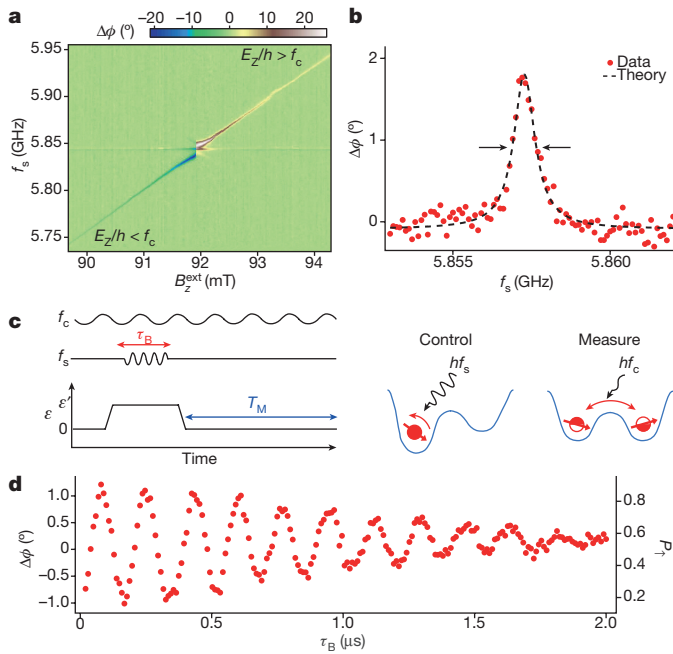 a
Δϕ (º)
−20 −10 0 10 20
5.95
5.90
5.85
5.80
5.75
f_s (GHz)
E_Z/h > f_c
E_Z/h < f_c
90 91 92 93 94
B_z^ext (mT)
b
2
1
0
Δϕ (º)
Data
Theory
5.855 5.860
f_s (GHz)
c
f_c
τ_B
f_s
ε
ε′
0
T_M
Time
Control
hf_s
Measure
hf_c
d
1.0
0.5
0
−0.5
−1.0
Δϕ (º)
0.8
0.6
0.4
0.2
P_↑
0 0.5 1.0 1.5 2.0
τ_B (μs)